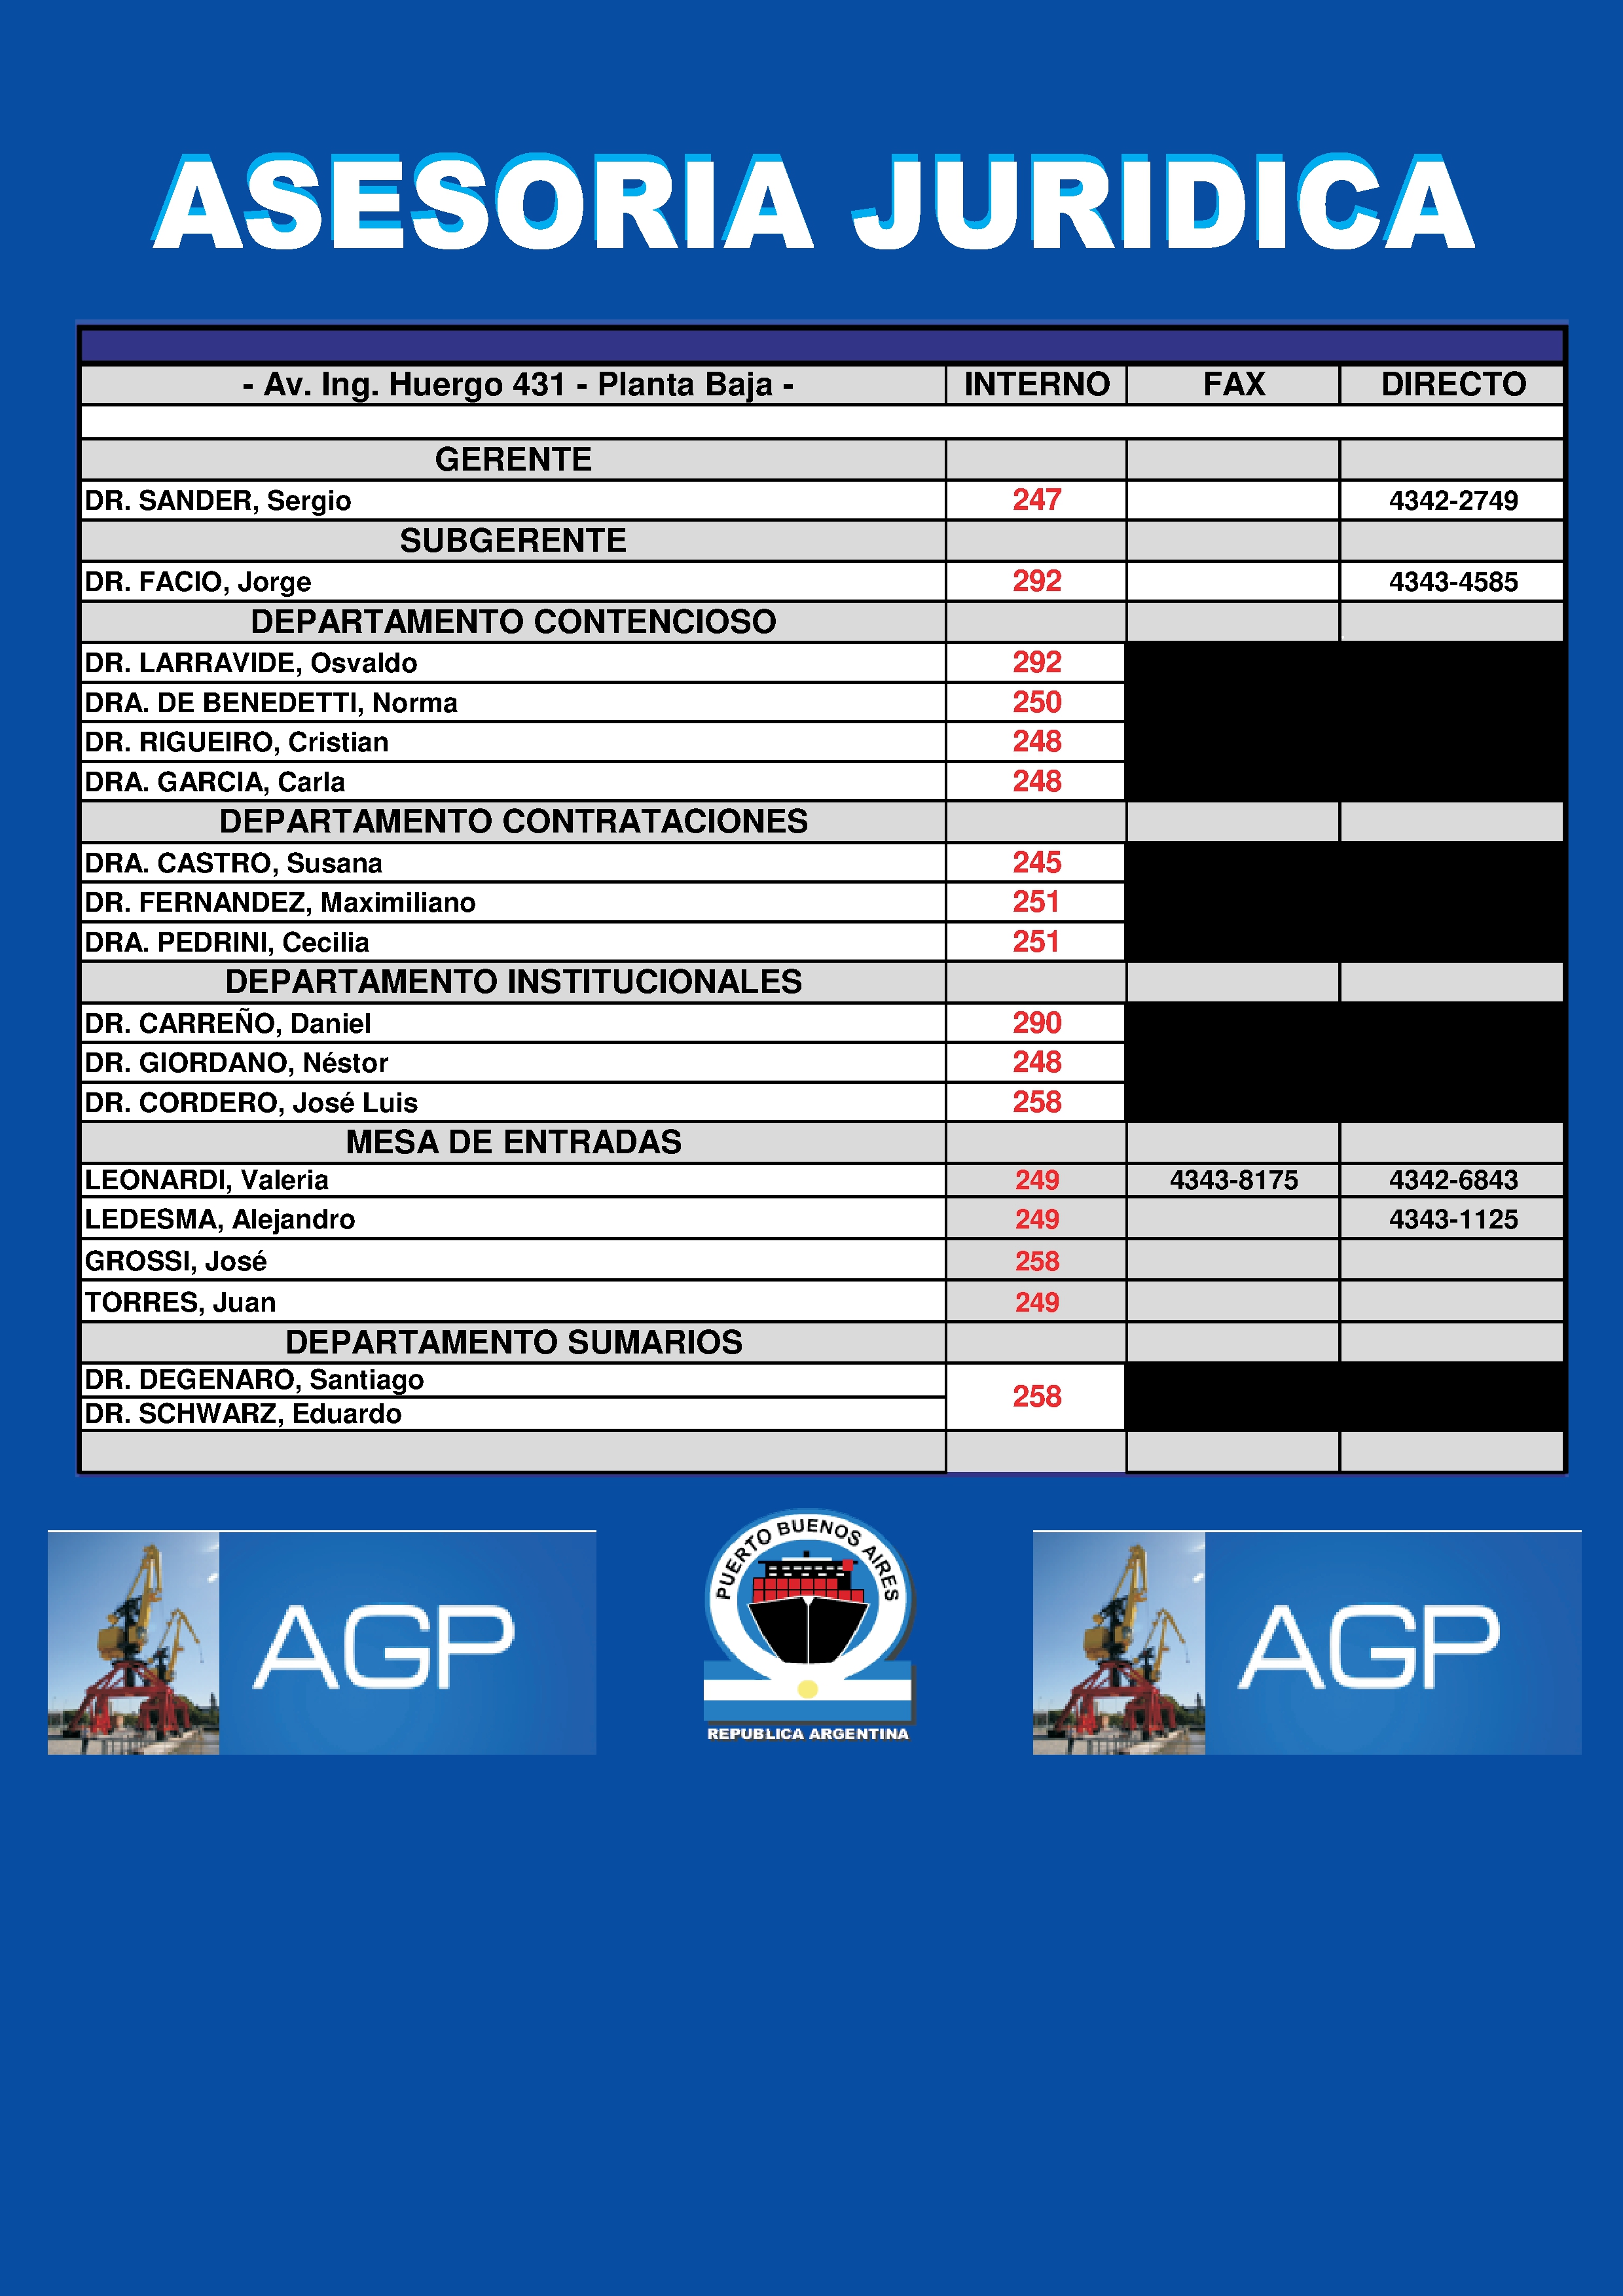 ASESORIA JURIDICA
- Av. Ing. Huergo 431 - Planta Baja - INTERNO FAX DIRECTO
GERENTE
DR. SANDER, Sergio 247 4342-2749
SUBGERENTE
DR. FACIO, Jorge 292 4343-4585
DEPARTAMENTO CONTENCIOSO
DR. LARRAVIDE, Osvaldo 292
DRA. DE BENEDETTI, Norma 250
DR. RIGUEIRO, Cristian 248
DRA. GARCIA, Carla 248
DEPARTAMENTO CONTRATACIONES
DRA. CASTRO, Susana 245
DR. FERNANDEZ, Maximiliano 251
DRA. PEDRINI, Cecilia 251
DEPARTAMENTO INSTITUCIONALES
DR. CARREÑO, Daniel 290
DR. GIORDANO, Néstor 248
DR. CORDERO, José Luis 258
MESA DE ENTRADAS
LEONARDI, Valeria 249 4343-8175 4342-6843
LEDESMA, Alejandro 249 4343-1125
GROSSI, José 258
TORRES, Juan 249
DEPARTAMENTO SUMARIOS
DR. DEGENARO, Santiago 258
DR. SCHWARZ, Eduardo
AGP
PUERTO BUENOS AIRES
REPUBLICA ARGENTINA
AGP